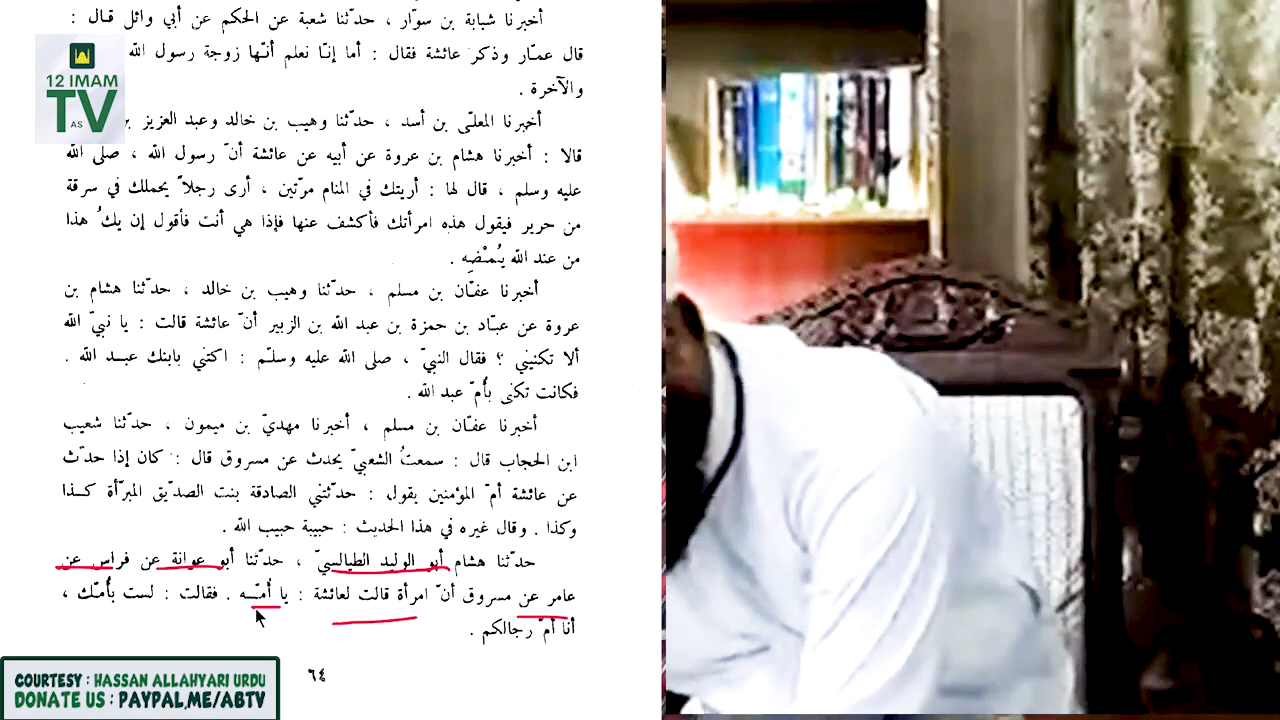 أخبرنا شبابة بن سوّار ، حدّثنا شعبة عن الحكم عن أبي وائل قال :
قال عمّار وذكر عائشة فقال : أما إنّا نعلم أنّها زوجة رسول الله
والآخرة .
أخبرنا المعلّى بن أسد ، حدّثنا وهيب بن خالد وعبد العزيز
قالا : أخبرنا هشام بن عروة عن أبيه عن عائشة أنّ رسول الله ، صلى الله
عليه وسلم ، قال لها : أريتك في المنام مرّتين ، أرى رجلاً يحملك في سرقة
من حرير فيقول هذه امرأتك فأكشف عنها فإذا هي أنت فأقول إن يكُ هذا
من عند الله يُمْضِه .
أخبرنا عفّان بن مسلم ، حدّثنا وهيب بن خالد ، حدّثنا هشام بن
عروة عن عبّاد بن حمزة بن عبد الله بن الزبير أنّ عائشة قالت : يا نبيّ الله
ألا تكنيني ؟ فقال النبيّ ، صلى الله عليه وسلّم : اكتني بابنك عبد الله .
فكانت تكنى بأُمّ عبد الله .
أخبرنا عفّان بن مسلم ، أخبرنا مهديّ بن ميمون ، حدّثنا شعيب
ابن الحجاب قال : سمعتُ الشعبيّ يحدث عن مسروق قال : كان إذا حدّث
عن عائشة أمّ المؤمنين يقول : حدّثتني الصادقة بنت الصدّيق المبرّأة كذا
وكذا . وقال غيره في هذا الحديث : حبيبة حبيب الله .
حدّثنا هشام أبو الوليد الطيالسيّ ، حدّثنا أبو عوانة عن فراس عن
عامر عن مسروق أنّ امرأة قالت لعائشة : يا أُمّه . فقالت : لست بأُمّك ،
أنا أمّ رجالكم .
٦٤
12 IMAM
TV
AS
COURTESY : HASSAN ALLAHYARI URDU
DONATE US : PAYPAL.ME/ABTV